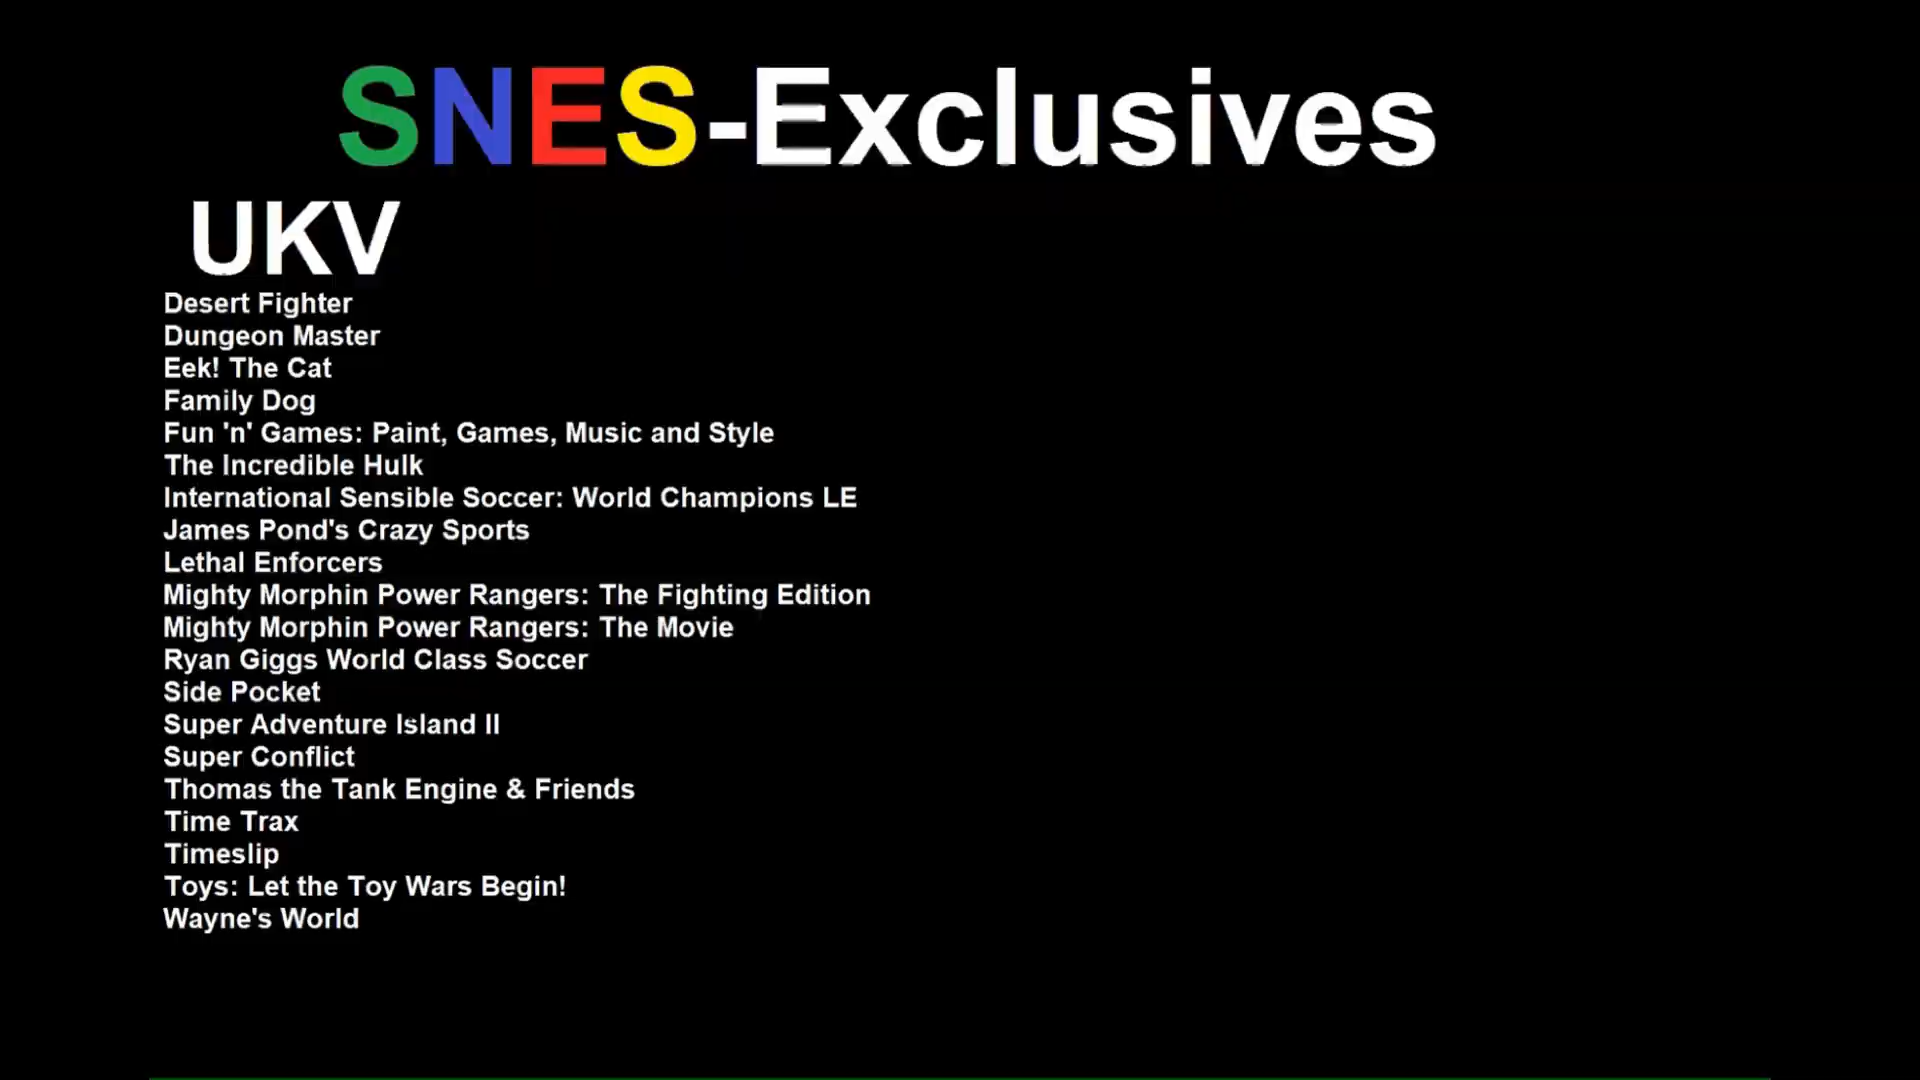 SNES-Exclusives
UKV
Desert Fighter
Dungeon Master
Eek! The Cat
Family Dog
Fun 'n' Games: Paint, Games, Music and Style
The Incredible Hulk
International Sensible Soccer: World Champions LE
James Pond's Crazy Sports
Lethal Enforcers
Mighty Morphin Power Rangers: The Fighting Edition
Mighty Morphin Power Rangers: The Movie
Ryan Giggs World Class Soccer
Side Pocket
Super Adventure Island II
Super Conflict
Thomas the Tank Engine & Friends
Time Trax
Timeslip
Toys: Let the Toy Wars Begin!
Wayne's World